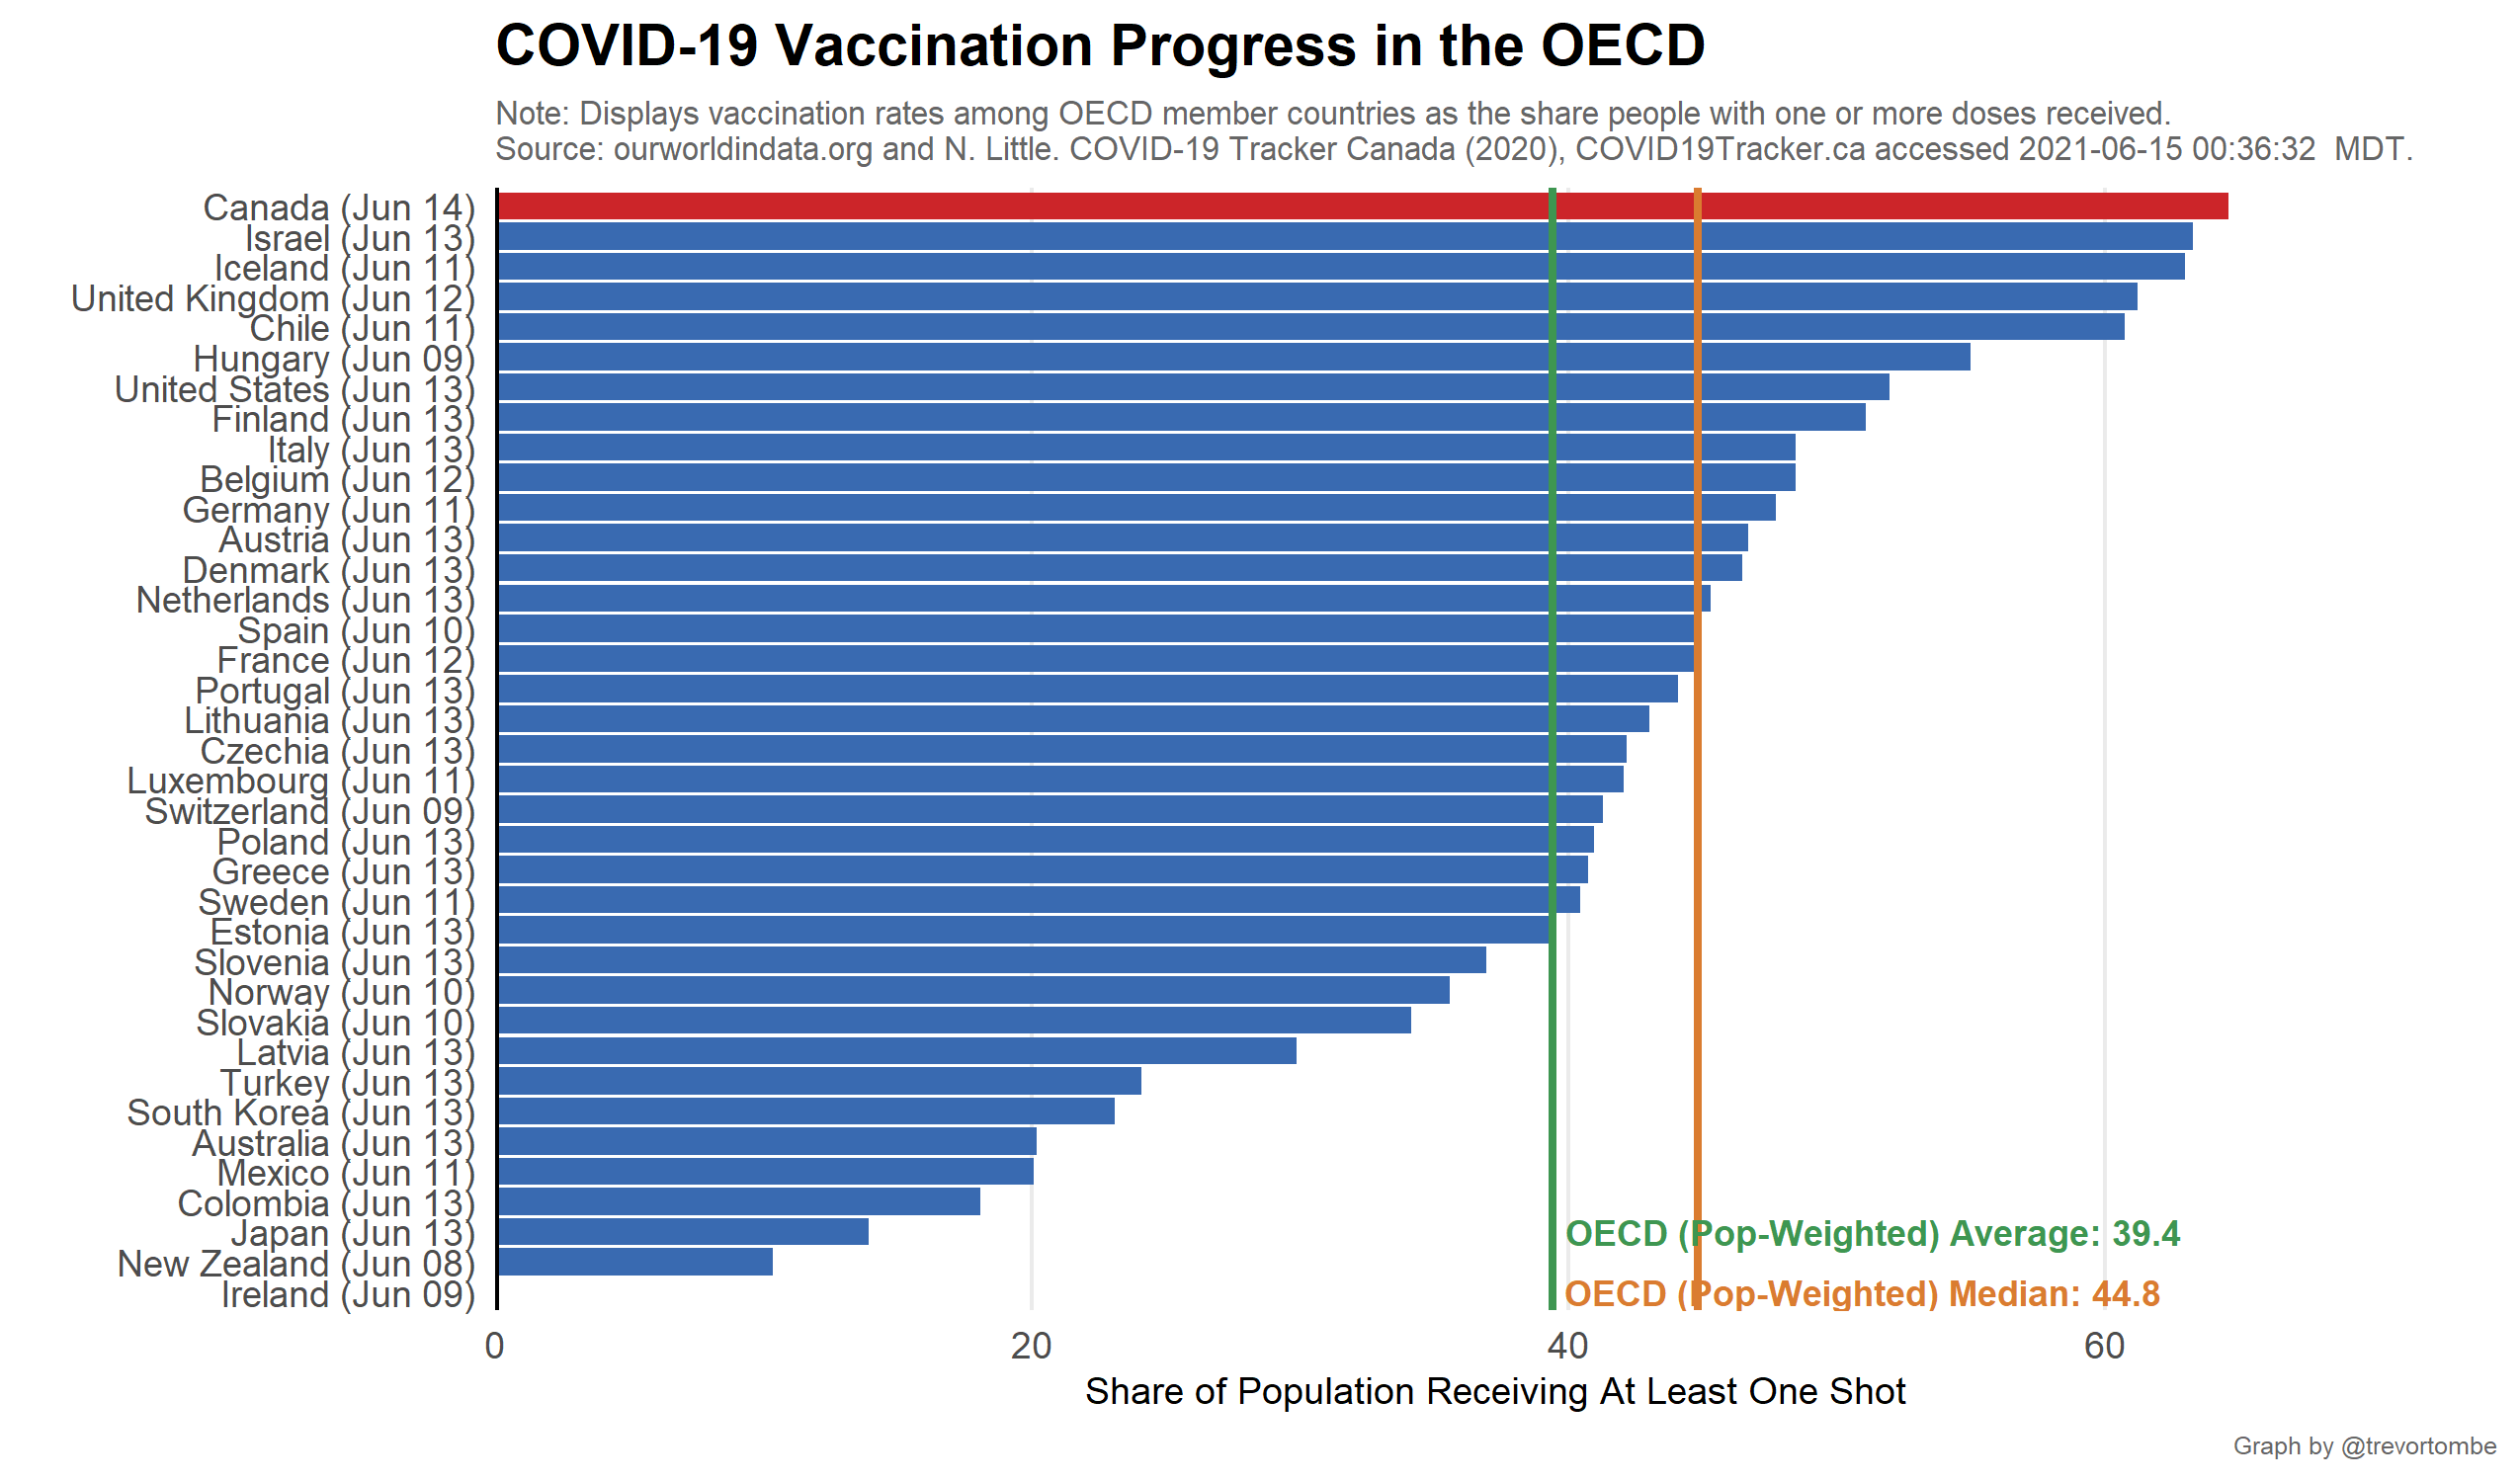 COVID-19 Vaccination Progress in the OECD
Note: Displays vaccination rates among OECD member countries as the share people with one or more doses received.
Source: ourworldindata.org and N. Little. COVID-19 Tracker Canada (2020), COVID19Tracker.ca accessed 2021-06-15 00:36:32  MDT.
Canada (Jun 14)
Israel (Jun 13)
Iceland (Jun 11)
United Kingdom (Jun 12)
Chile (Jun 11)
Hungary (Jun 09)
United States (Jun 13)
Finland (Jun 13)
Italy (Jun 13)
Belgium (Jun 12)
Germany (Jun 11)
Austria (Jun 13)
Denmark (Jun 13)
Netherlands (Jun 13)
Spain (Jun 10)
France (Jun 12)
Portugal (Jun 13)
Lithuania (Jun 13)
Czechia (Jun 13)
Luxembourg (Jun 11)
Switzerland (Jun 09)
Poland (Jun 13)
Greece (Jun 13)
Sweden (Jun 11)
Estonia (Jun 13)
Slovenia (Jun 13)
Norway (Jun 10)
Slovakia (Jun 10)
Latvia (Jun 13)
Turkey (Jun 13)
South Korea (Jun 13)
Australia (Jun 13)
Mexico (Jun 11)
Colombia (Jun 13)
Japan (Jun 13)
OECD (Pop-Weighted) Average: 39.4
New Zealand (Jun 08)
Ireland (Jun 09)
OECD (Pop-Weighted) Median: 44.8
0 20 40 60
Share of Population Receiving At Least One Shot
Graph by @trevortombe